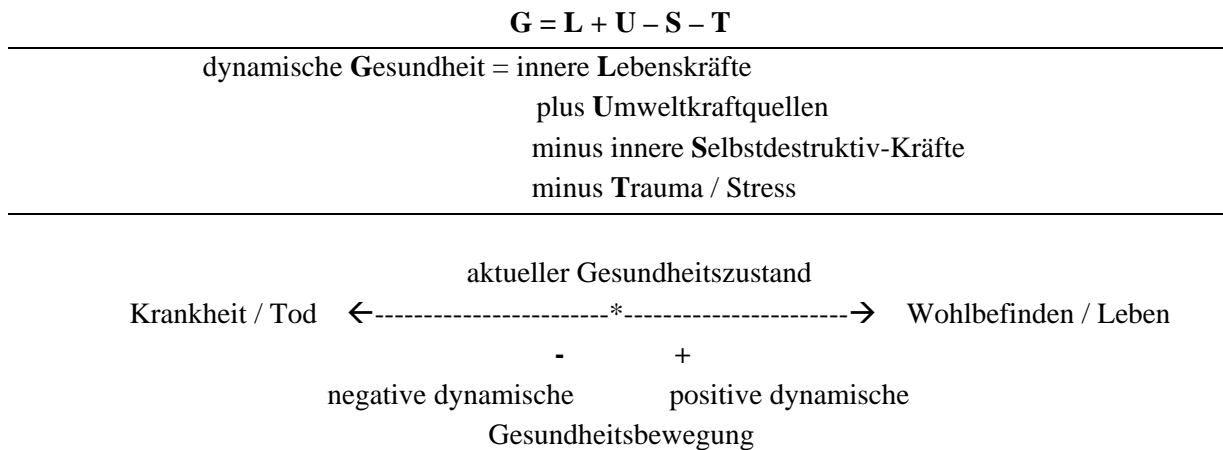 G = L + U – S – T
dynamische Gesundheit = innere Lebenskräfte
plus Umweltkraftquellen
minus innere Selbstdestruktiv-Kräfte
minus Trauma / Stress
aktueller Gesundheitszustand
Krankheit / Tod ←------------------------*-----------------------→ Wohlbefinden / Leben
- +
negative dynamische positive dynamische
Gesundheitsbewegung